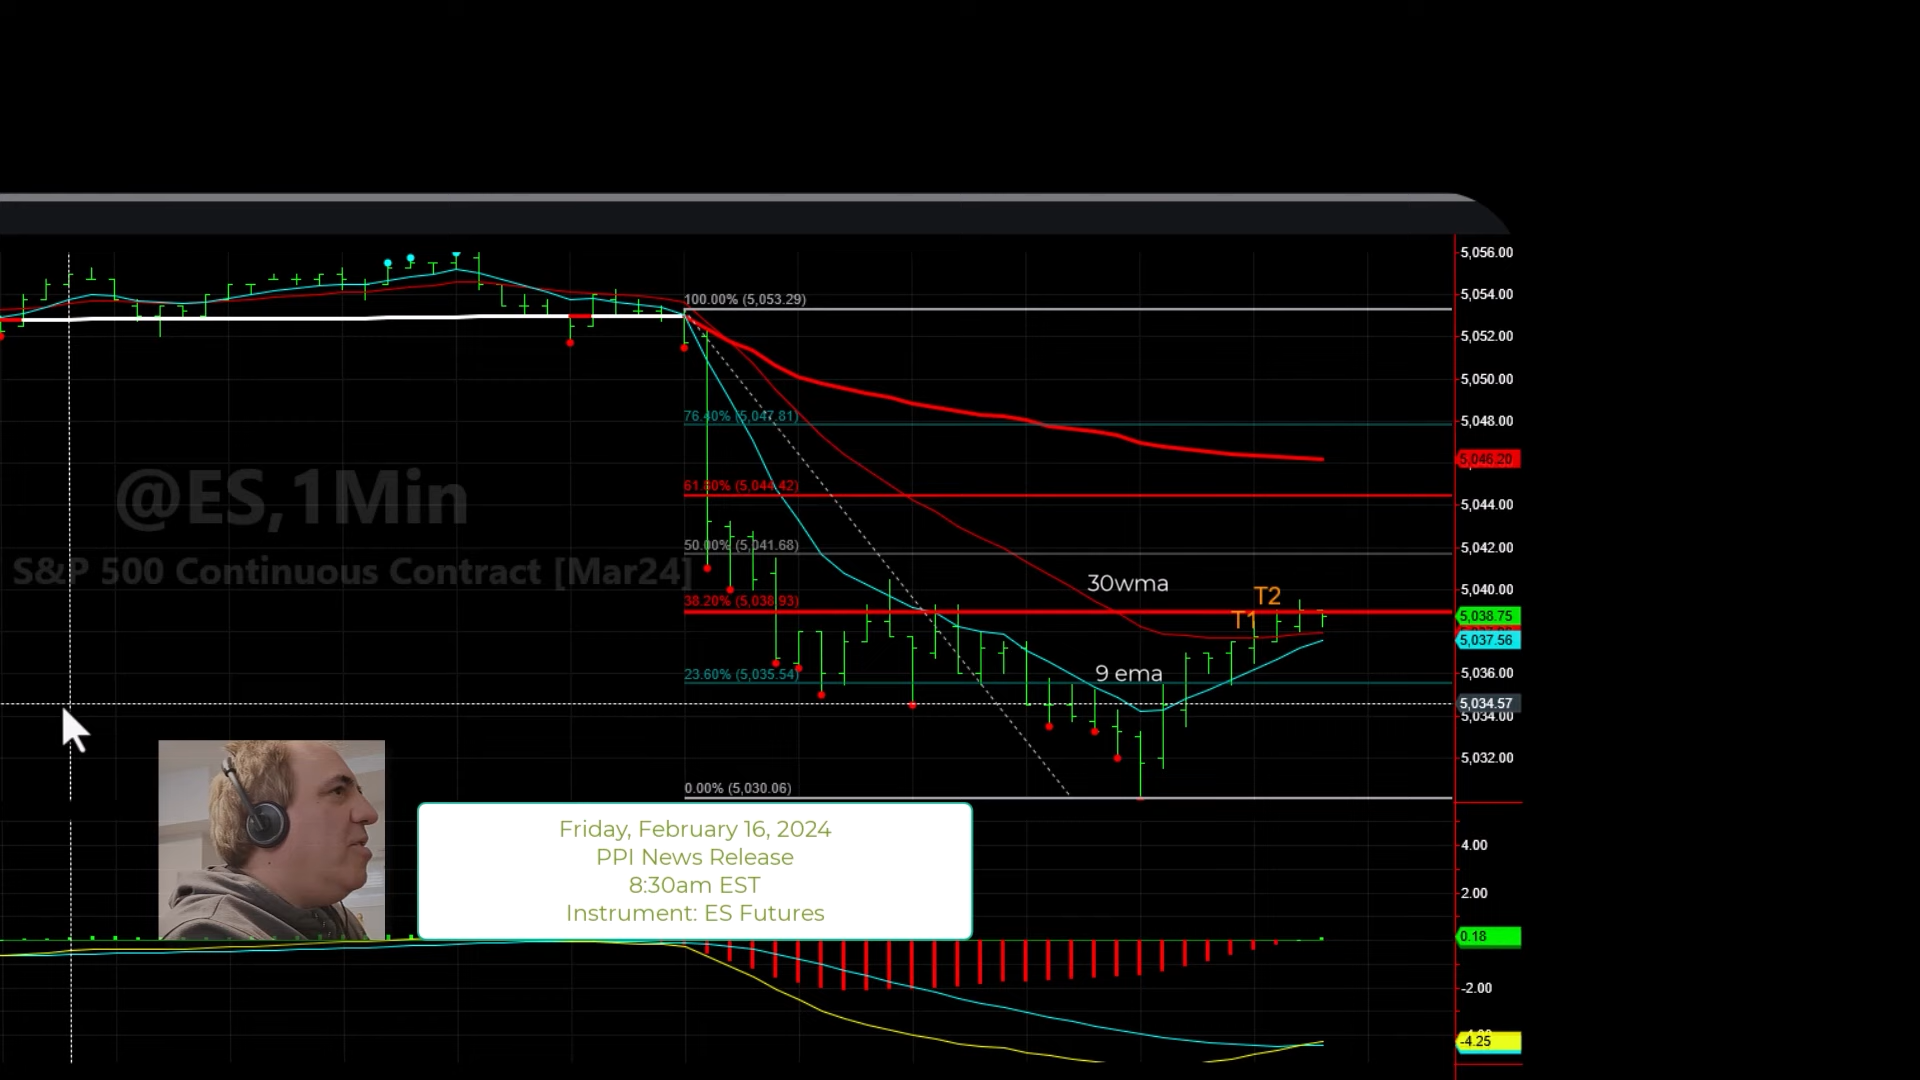 5,056.00
100.00% (5,053.29)
5,054.00
5,052.00
5,050.00
76.40% (5,047.81)
5,048.00
5,046.20
@ES,1Min
61.80% (5,044.42)
5,044.00
S&P 500 Continuous Contract [Mar24]
50.00% (5,041.68)
5,042.00
30wma
T2
5,040.00
38.20% (5,038.93)
T1
5,038.75
5,037.56
23.60% (5,035.54)
9 ema
5,036.00
5,034.57
5,034.00
5,032.00
0.00% (5,030.06)
Friday, February 16, 2024
PPI News Release
8:30am EST
Instrument: ES Futures
4.00
2.00
0.18
-2.00
-4.25